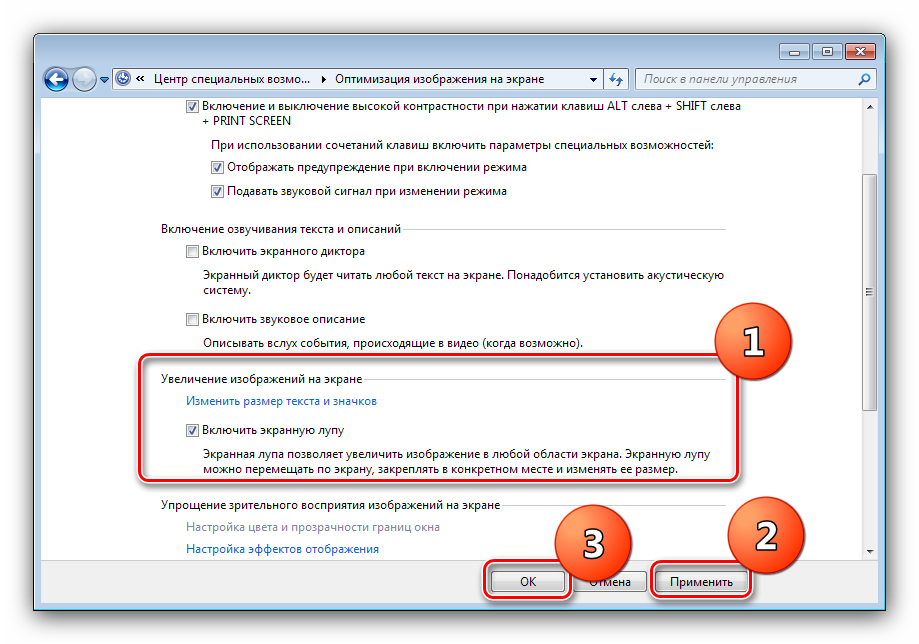 « Центр специальных возмо... ▸ Оптимизация изображения на экране
Поиск в панели управления
Включение и выключение высокой контрастности при нажатии клавиш ALT слева + SHIFT слева
+ PRINT SCREEN
При использовании сочетаний клавиш включить параметры специальных возможностей:
Отображать предупреждение при включении режима
Подавать звуковой сигнал при изменении режима
Включение озвучивания текста и описаний
Включить экранного диктора
Экранный диктор будет читать любой текст на экране. Понадобится установить акустическую
систему.
Включить звуковое описание
Описывать вслух события, происходящие в видео (когда возможно).
1
Увеличение изображений на экране
Изменить размер текста и значков
Включить экранную лупу
Экранная лупа позволяет увеличить изображение в любой области экрана. Экранную лупу
можно перемещать по экрану, закреплять в конкретном месте и изменять ее размер.
Упрощение зрительного восприятия изображений на экране
Настройка цвета и прозрачности границ окна
Настройка эффектов отображения
3
2
ОК
Отмена
Применить